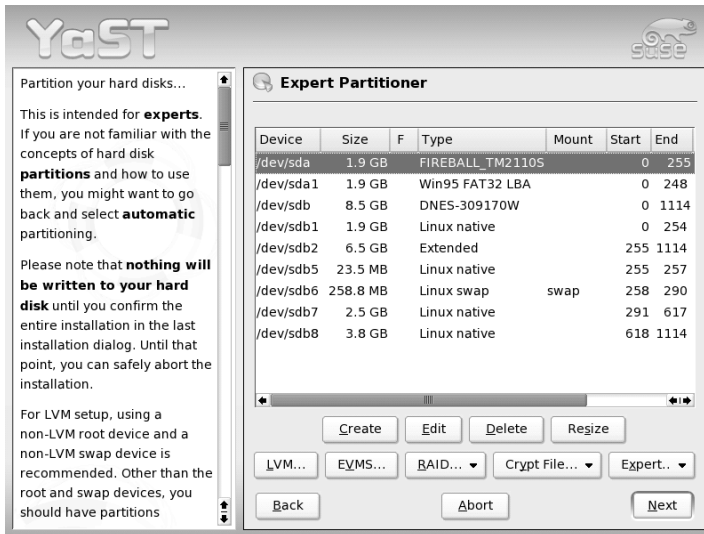 YaST
SUSE
Partition your hard disks...
This is intended for experts.
If you are not familiar with the
concepts of hard disk
partitions and how to use
them, you might want to go
back and select automatic
partitioning.
Please note that nothing will
be written to your hard
disk until you confirm the
entire installation in the last
installation dialog. Until that
point, you can safely abort the
installation.
For LVM setup, using a
non-LVM root device and a
non-LVM swap device is
recommended. Other than the
root and swap devices, you
should have partitions
Expert Partitioner
Device Size F Type Mount Start End
/dev/sda 1.9 GB FIREBALL_TM2110S 0 255
/dev/sda1 1.9 GB Win95 FAT32 LBA 0 248
/dev/sdb 8.5 GB DNES-309170W 0 1114
/dev/sdb1 1.9 GB Linux native 0 254
/dev/sdb2 6.5 GB Extended 255 1114
/dev/sdb5 23.5 MB Linux native 255 257
/dev/sdb6 258.8 MB Linux swap swap 258 290
/dev/sdb7 2.5 GB Linux native 291 617
/dev/sdb8 3.8 GB Linux native 618 1114
Create Edit Delete Resize
LVM... EVMS... RAID... Crypt File... Expert..
Back Abort Next